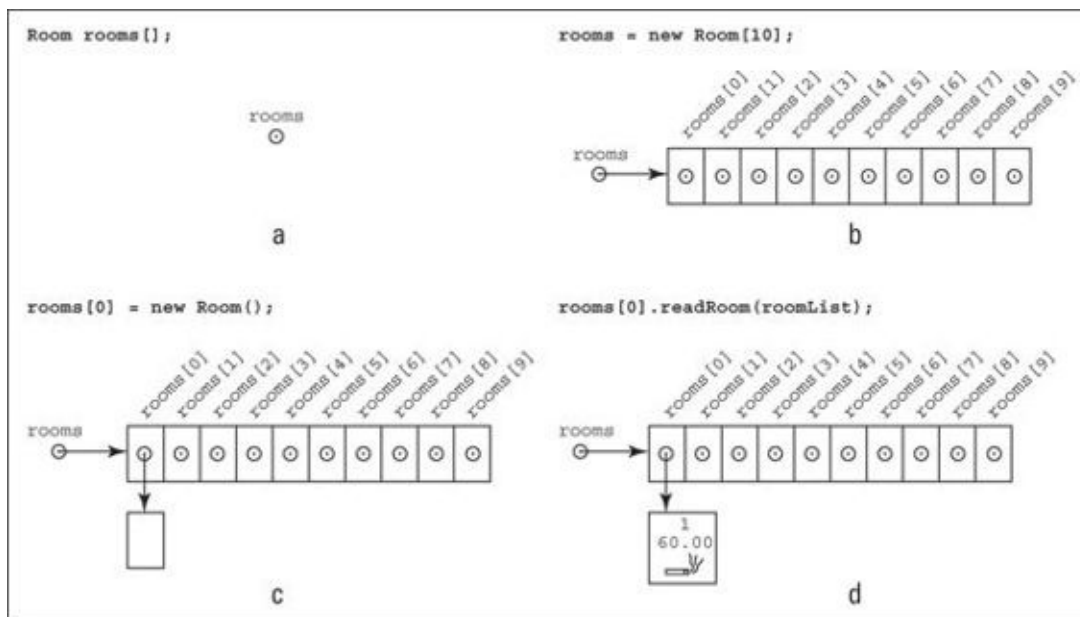 Room rooms[];
rooms
a
rooms = new Room[10];
rooms[0] rooms[1] rooms[2] rooms[3] rooms[4] rooms[5] rooms[6] rooms[7] rooms[8] rooms[9]
rooms
b
rooms[0] = new Room();
rooms[0] rooms[1] rooms[2] rooms[3] rooms[4] rooms[5] rooms[6] rooms[7] rooms[8] rooms[9]
rooms
c
rooms[0].readRoom(roomList);
rooms[0] rooms[1] rooms[2] rooms[3] rooms[4] rooms[5] rooms[6] rooms[7] rooms[8] rooms[9]
rooms
1
60.00
d